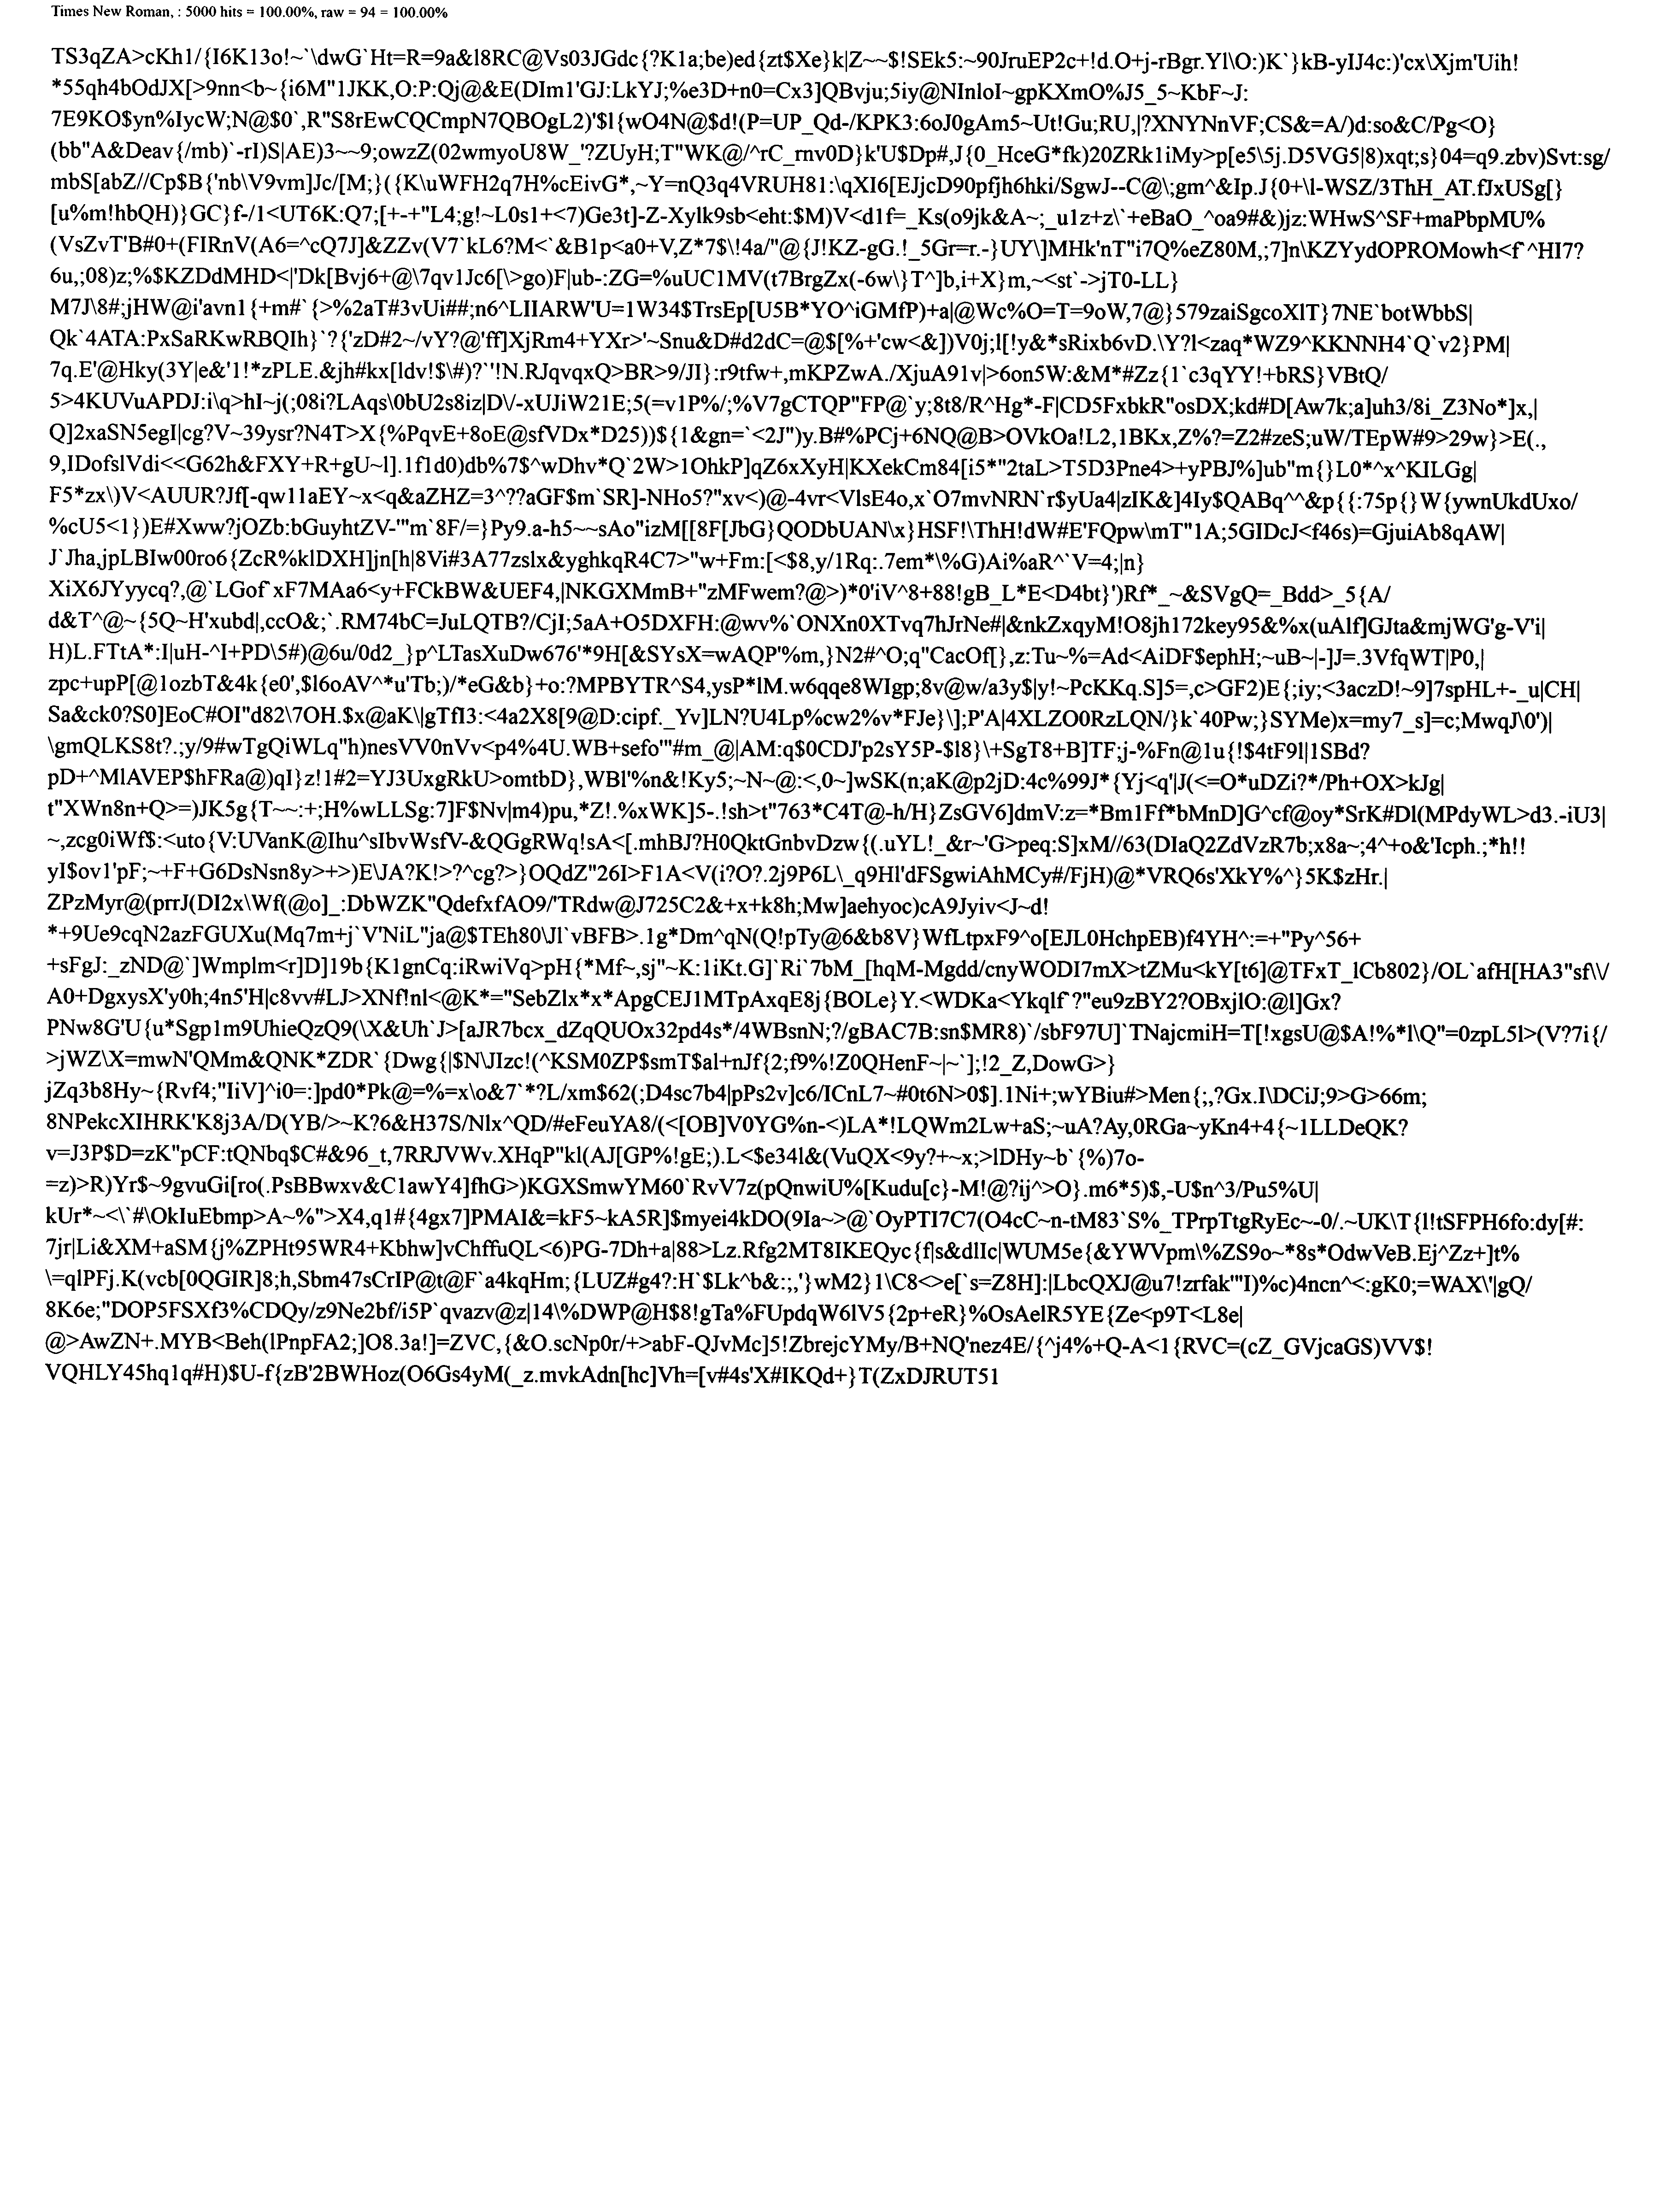 Times New Roman, : 5000 hits = 100.00%, raw = 94 = 100.00%
TS3qZA>cKh1/{I6K13o!~`\dwG`Ht=R=9a&l8RC@Vs03JGdc{?K1a;be)ed{zt$Xe}k|Z~~$!SEk5:~90JruEP2c+!d.O+j-rBgr.Yl\O:)K`}kB-yIJ4c:)'cx\Xjm'Uih!
*55qh4bOdJX[>9nn<b~{i6M"1JKK,O:P:Qj@&E(DIm1'GJ:LkYJ;%e3D+n0=Cx3]QBvju;5iy@NInloI~gpKXmO%J5_5~KbF~J:
7E9KO$yn%IycW;N@$0`,R"S8rEwCQCmpN7QBOgL2)'$l{wO4N@$d!(P=UP_Qd-/KPK3:6oJ0gAm5~Ut!Gu;RU,|?XNYNnVF;CS&=A/)d:so&C/Pg<O}
(bb"A&Deav{/mb)`-rI)S|AE)3~~9;owzZ(02wmyoU8W_'?ZUyH;T"WK@/^rC_rnv0D}k'U$Dp#,J{0_HceG*fk)20ZRk1iMy>p[e5\5j.D5VG5|8)xqt;s}04=q9.zbv)Svt:sg/
mbS[abZ//Cp$B{'nb\V9vm]Jc/[M;}({K\uWFH2q7H%cEivG*,~Y=nQ3q4VRUH81:\qXI6[EJjcD90pfjh6hki/SgwJ--C@\;gm^&Ip.J{0+\l-WSZ/3ThH_AT.fJxUSg[}
[u%m!hbQH)}GC}f-/1<UT6K:Q7;[+-+"L4;g!~L0s1+<7)Ge3t]-Z-Xylk9sb<eht:$M)V<d1f=_Ks(o9jk&A~;_u1z+z\`+eBaO_^oa9#&)jz:WHwS^SF+maPbpMU%
(VsZvT'B#0+(FIRnV(A6=^cQ7J]&ZZv(V7`kL6?M<`&B1p<a0+V,Z*7$\!4a/"@{J!KZ-gG.!_5Gr=r.-}UY\]MHk'nT"i7Q%eZ80M,;7]n\KZYydOPROMowh<f^HI7?
6u,;08)z;%$KZDdMHD<|'Dk[Bvj6+@\7qv1Jc6[\>go)F|ub-:ZG=%uUC1MV(t7BrgZx(-6w\}T^]b,i+X}m,~<st`->jT0-LL}
M7J\8#;jHW@i'avn1{+m#`{>%2aT#3vUi##;n6^LIIARW'U=1W34$TrsEp[U5B*YO^iGMfP)+a|@Wc%O=T=9oW,7@}579zaiSgcoXlT}7NE`botWbbS|
Qk`4ATA:PxSaRKwRBQIh}`?{'zD#2~/vY?@'ff]XjRm4+YXr>'~Snu&D#d2dC=@$[%+'cw<&])V0j;l[!y&*sRixb6vD.\Y?l<zaq*WZ9^KKNNH4`Q`v2}PM|
7q.E'@Hky(3Y|e&'1!*zPLE.&jh#kx[ldv!$\#)?`'!N.RJqvqxQ>BR>9/JI}:r9tfw+,mKPZwA./XjuA91v|>6on5W:&M*#Zz{1`c3qYY!+bRS}VBtQ/
5>4KUVuAPDJ:i\q>hI~j(;08i?LAqs\0bU2s8iz|D\/-xUJiW21E;5(=v1P%/;%V7gCTQP"FP@`y;8t8/R^Hg*-F|CD5FxbkR"osDX;kd#D[Aw7k;a]uh3/8i_Z3No*]x,|
Q]2xaSN5egI|cg?V~39ysr?N4T>X{%PqvE+8oE@sfVDx*D25))${1&gn=`<2J")y.B#%PCj+6NQ@B>OVkOa!L2,1BKx,Z%?=Z2#zeS;uW/TEpW#9>29w}>E(.,
9,IDofslVdi<<G62h&FXY+R+gU~l].1f1d0)db%7$^wDhv*Q`2W>1OhkP]qZ6xXyH|KXekCm84[i5*"2taL>T5D3Pne4>+yPBJ%]ub"m{}L0*^x^KILGg|
F5*zx\)V<AUUR?Jf[-qw11aEY~x<q&aZHZ=3^??aGF$m`SR]-NHo5?"xv<)@-4vr<VlsE4o,x`O7mvNRN`r$yUa4|zIK&]4Iy$QABq^^&p{{:75p{}W{ywnUkdUxo/
%cU5<1})E#Xww?jOZb:bGuyhtZV-'"m`8F/=}Py9.a-h5~~sAo"izM[[8F[JbG}QODbUAN\x}HSF!\ThH!dW#E'FQpw\mT"1A;5GIDcJ<f46s)=GjuiAb8qAW|
J`Jha,jpLBIw00ro6{ZcR%klDXH]jn[h|8Vi#3A77zslx&yghkqR4C7>"w+Fm:[<$8,y/1Rq:.7em*\%G)Ai%aR^`V=4;|n}
XiX6JYyycq?,@`LGofxF7MAa6<y+FCkBW&UEF4,|NKGXMmB+"zMFwem?@>)*0'iV^8+88!gB_L*E<D4bt}')Rf*_~&SVgQ=_Bdd>_5{A/
d&T^@~{5Q~H'xubd|,ccO&;`.RM74bC=JuLQTB?/CjI;5aA+O5DXFH:@wv%`ONXn0XTvq7hJrNe#|&nkZxqyM!O8jh172key95&%x(uAlf]GJta&mjWG'g-V'i|
H)L.FTtA*:I|uH-^I+PD\5#)@6u/0d2_}p^LTasXuDw676'*9H[&SYsX=wAQP'%m,}N2#^O;q"CacOf[},z:Tu~%=Ad<AiDF$ephH;~uB~|-]J=.3VfqWT|P0,|
zpc+upP[@1ozbT&4k{e0',$l6oAV^*u'Tb;)/*eG&b}+o:?MPBYTR^S4,ysP*lM.w6qqe8WIgp;8v@w/a3y$|y!~PcKKq.S]5=,c>GF2)E{;iy;<3aczD!~9]7spHL+-_u|CH|
Sa&ck0?S0]EoC#OI"d82\7OH.$x@aK\|gTfI3:<4a2X8[9@D:cipf._Yv]LN?U4Lp%cw2%v*FJe}\];P'A|4XLZO0RzLQN/}k`40Pw;}SYMe)x=my7_s]=c;MwqJ\0')|
\gmQLKS8t?.;y/9#wTgQiWLq"h)nesVV0nVv<p4%4U.WB+sefo'"#m_@|AM:q$0CDJ'p2sY5P-$l8}\+SgT8+B]TF;j-%Fn@1u{!$4tF9l|1SBd?
pD+^MlAVEP$hFRa@)qI}z!1#2=YJ3UxgRkU>omtbD},WBl'%n&!Ky5;~N~@:<,0~]wSK(n;aK@p2jD:4c%99J*{Yj<q'|J(<=O*uDZi?*/Ph+OX>kJg|
t"XWn8n+Q>=)JK5g{T~~:+;H%wLLSg:7]F$Nv|m4)pu,*Z!.%xWK]5-.!sh>t"763*C4T@-h/H}ZsGV6]dmV:z=*Bm1Ff*bMnD]G^cf@oy*SrK#Dl(MPdyWL>d3.-iU3|
~,zcg0iWf$:<uto{V:UVanK@Ihu^sIbvWsfV-&QGgRWq!sA<[.mhBJ?H0QktGnbvDzw{(.uYL!_&r~'G>peq:S]xM//63(DIaQ2ZdVzR7b;x8a~;4^+o&'Icph.;*h!!
yI$ov1'pF;~+F+G6DsNsn8y>+>)E\JA?K!>?^cg?>}OQdZ"26I>F1A<V(i?O?.2j9P6L\_q9Hl'dFSgwiAhMCy#/FjH)@*VRQ6s'XkY%^}5K$zHr.|
ZPzMyr@(prrJ(DI2x\Wf(@o]_:DbWZK"QdefxfAO9/'TRdw@J725C2&+x+k8h;Mw]aehyoc)cA9Jyiv<J~d!
*+9Ue9cqN2azFGUXu(Mq7m+j`V'NiL"ja@$TEh80\Jl`vBFB>.1g*Dm^qN(Q!pTy@6&b8V}WfLtpxF9^o[EJL0HchpEB)f4YH^:=+"Py^56+
+sFgJ:_zND@`]Wmplm<r]D]19b{K1gnCq:iRwiVq>pH{*Mf~,sj"~K:1iKt.G]`Ri`7bM_[hqM-Mgdd/cnyWODI7mX>tZMu<kY[t6]@TFxT_lCb802}/OL`afH[HA3"sf\\/
A0+DgxysX'y0h;4n5'H|c8vv#LJ>XNf!nl<@K*="SebZlx*x*ApgCEJ1MTpAxqE8j{BOLe}Y.<WDKa<Ykqlf?"eu9zBY2?OBxjlO:@l]Gx?
PNw8G'U{u*Sgp1m9UhieQzQ9(\X&Uh`J>[aJR7bcx_dZqQUOx32pd4s*/4WBsnN;?/gBAC7B:sn$MR8)`/sbF97U]`TNajcmiH=T[!xgsU@$A!%*l\Q"=0zpL5l>(V?7i{/
>jWZ\X=mwN'QMm&QNK*ZDR`{Dwg{|$N\JIzc!(^KSM0ZP$smT$al+nJf{2;f9%!Z0QHenF~|~`];!2_Z,DowG>}
jZq3b8Hy~{Rvf4;"IiV]^i0=:]pd0*Pk@=%=x\o&7`*?L/xm$62(;D4sc7b4|pPs2v]c6/ICnL7~#0t6N>0$].1Ni+;wYBiu#>Men{;,?Gx.I\DCiJ;9>G>66m;
8NPekcXIHRK'K8j3A/D(YB/>~K?6&H37S/Nlx^QD/#eFeuYA8/(<[OB]V0YG%n-<)LA*!LQWm2Lw+aS;~uA?Ay,0RGa~yKn4+4{~1LLDeQK?
v=J3P$D=zK"pCF:tQNbq$C#&96_t,7RRJVWv.XHqP"kl(AJ[GP%!gE;).L<$e34l&(VuQX<9y?+~x;>lDHy~b`{%)7o-
=z)>R)Yr$~9gvuGi[ro(.PsBBwxv&C1awY4]fhG>)KGXSmwYM60`RvV7z(pQnwiU%[Kudu[c}-M!@?ij^>O}.m6*5)$,-U$n^3/Pu5%U|
kUr*~<\`#\OkIuEbmp>A~%">X4,q1#{4gx7]PMAI&=kF5~kA5R]$myei4kDO(9Ia~>@`OyPTI7C7(O4cC~n-tM83`S%_TPrpTtgRyEc~-0/.~UK\T{l!tSFPH6fo:dy[#:
7jr|Li&XM+aSM{j%ZPHt95WR4+Kbhw]vChffuQL<6)PG-7Dh+a|88>Lz.Rfg2MT8IKEQyc{f|s&dlIc|WUM5e{&YWVpm\%ZS9o~*8s*OdwVeB.Ej^Zz+]t%
\=qlPFj.K(vcb[0QGIR]8;h,Sbm47sCrIP@t@F`a4kqHm;{LUZ#g4?:H`$Lk^b&:;,'}wM2}1\C8<>e[`s=Z8H]:|LbcQXJ@u7!zrfak'"I)%c)4ncn^<:gK0;=WAX\'|gQ/
8K6e;"DOP5FSXf3%CDQy/z9Ne2bf/i5P`qvazv@z|14\%DWP@H$8!gTa%FUpdqW6lV5{2p+eR}%OsAelR5YE{Ze<p9T<L8e|
@>AwZN+.MYB<Beh(lPnpFA2;]O8.3a!]=ZVC,{&O.scNp0r/+>abF-QJvMc]5!ZbrejcYMy/B+NQ'nez4E/{^j4%+Q-A<1{RVC=(cZ_GVjcaGS)VV$!
VQHLY45hq1q#H)$U-f{zB'2BWHoz(O6Gs4yM(_z.mvkAdn[hc]Vh=[v#4s'X#IKQd+}T(ZxDJRUT51